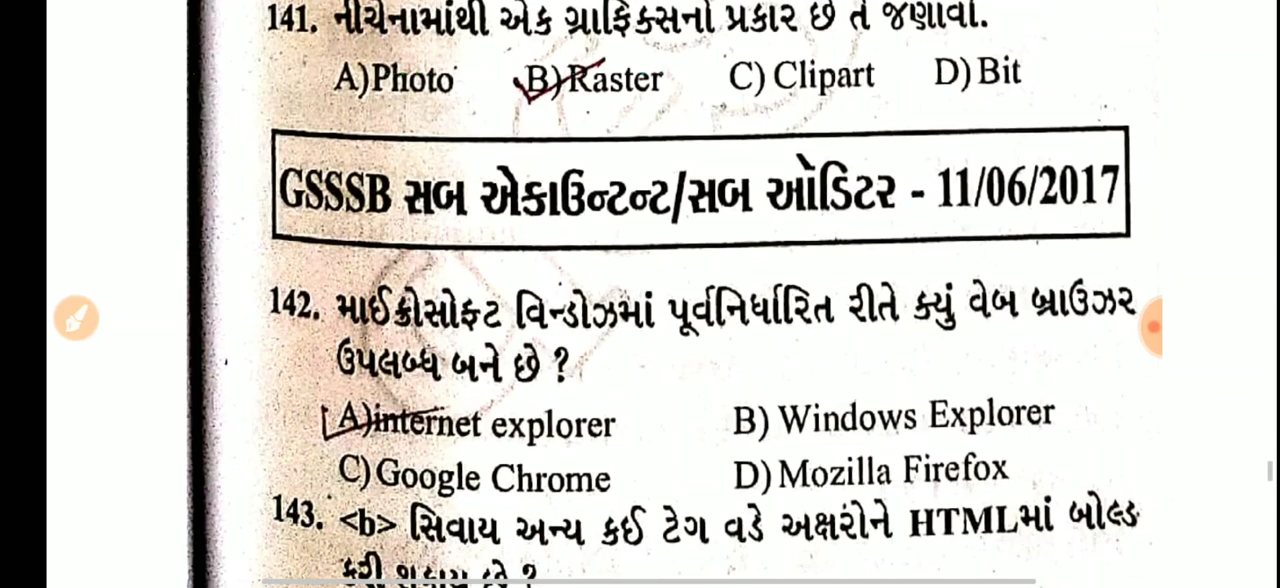 141. નીચેનામાંથી એક ગ્રાફિક્સનો પ્રકાર છે તે જણાવો.
A)Photo B)Raster C) Clipart D) Bit
GSSSB સબ એકાઉન્ટન્ટ/સબ ઓડિટર - 11/06/2017
142. માઈક્રોસોફ્ટ વિન્ડોઝમાં પૂર્વનિર્ધારિત રીતે ક્યું વેબ બ્રાઉઝર
ઉપલબ્ધ બને છે ?
A)internet explorer B) Windows Explorer
C) Google Chrome D) Mozilla Firefox
143. <b> સિવાય અન્ય કઈ ટેગ વડે અક્ષરોને HTMLમાં બોલ્ડ
કરી શકાય છે ?